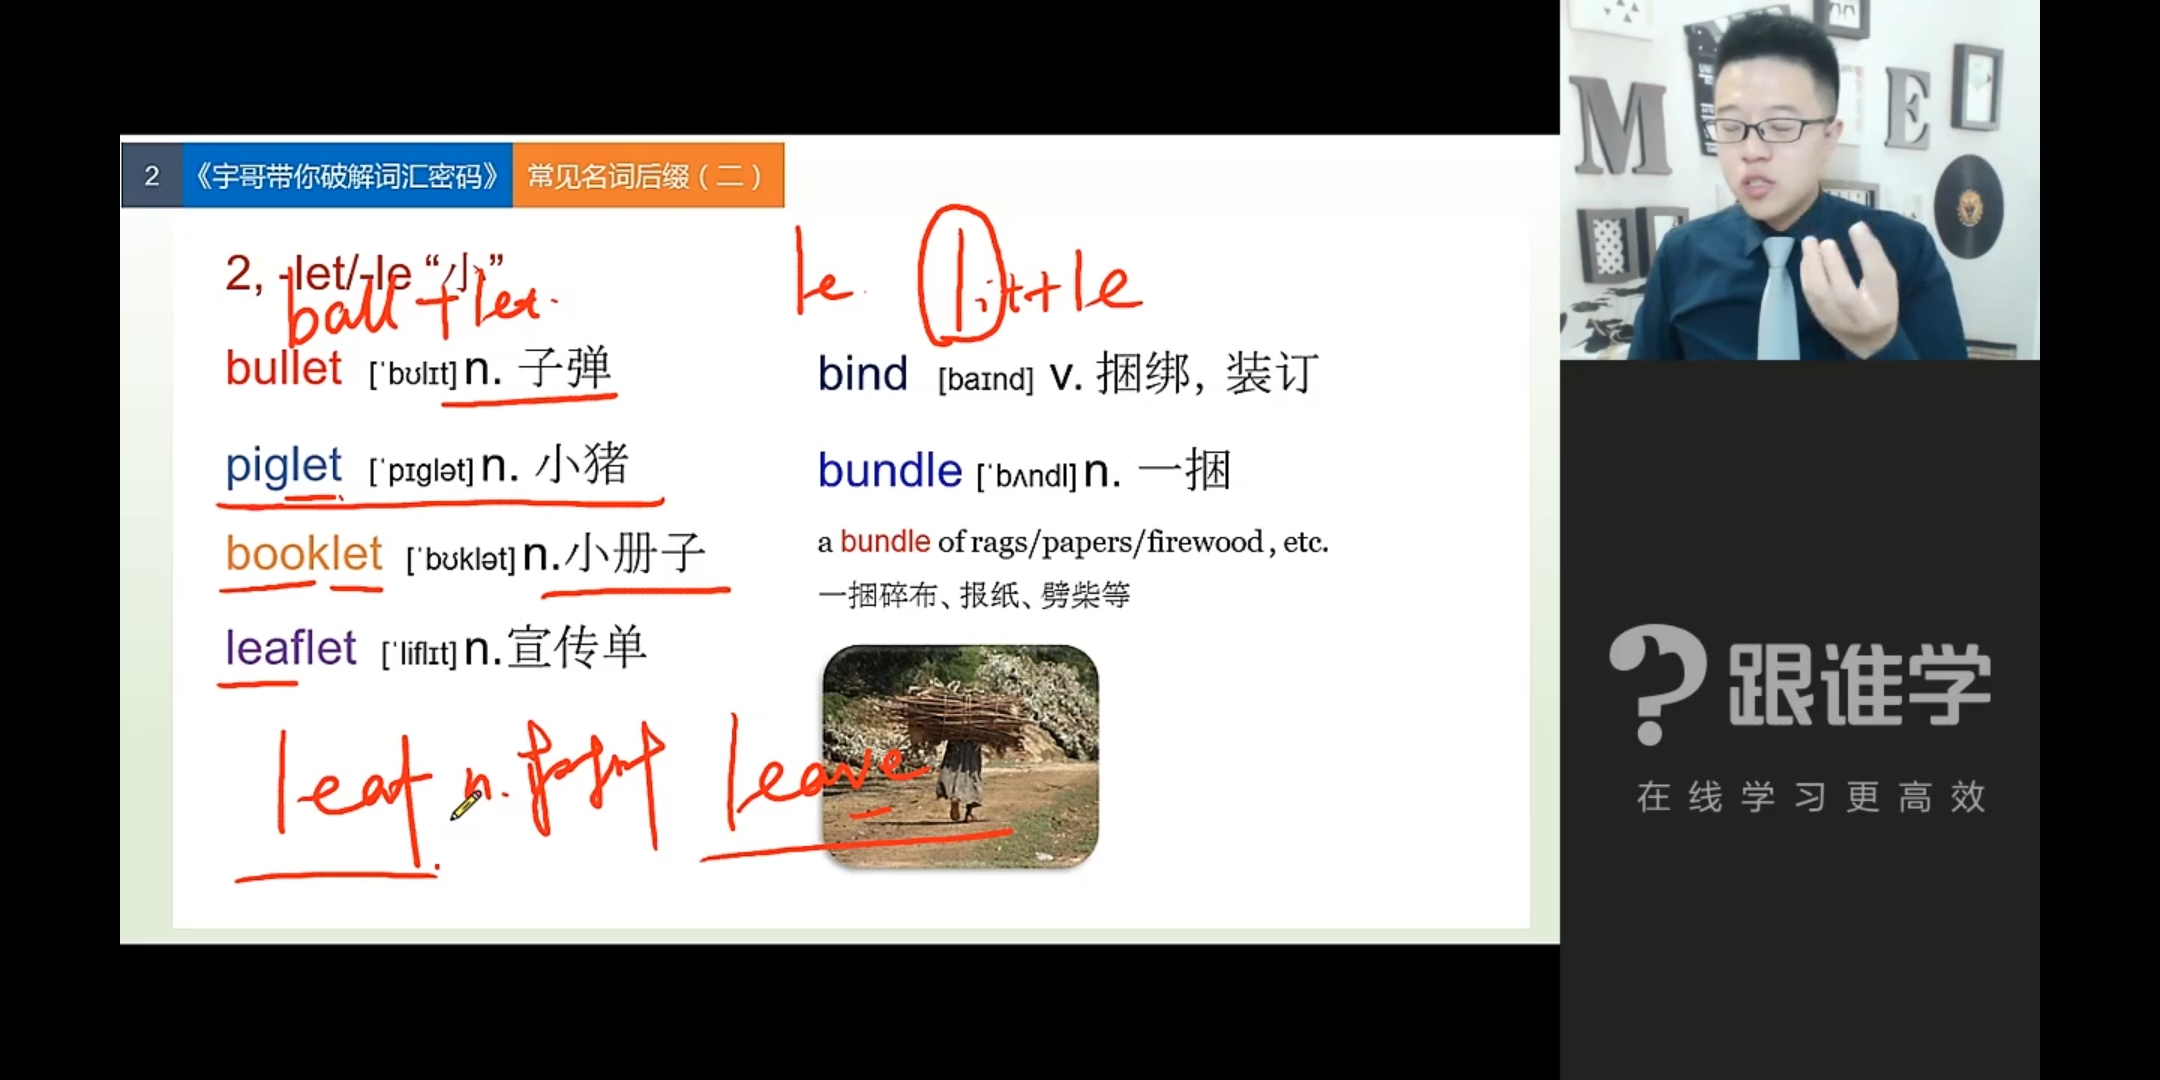 2 《宇哥带你破解词汇密码》 常见名词后缀(二)
2, -let/-le “小”
ball + let.
le. little
bullet [ˈbʊlɪt] n. 子弹
piglet [ˈpɪglət] n. 小猪
booklet [ˈbʊklət] n.小册子
leaflet [ˈliflɪt] n.宣传单
leaf n. 树叶 leave
bind [baɪnd] v. 捆绑, 装订
bundle [ˈbʌndl] n. 一捆
a bundle of rags/papers/firewood, etc.
一捆碎布、报纸、劈柴等
M E
跟谁学
在线学习更高效